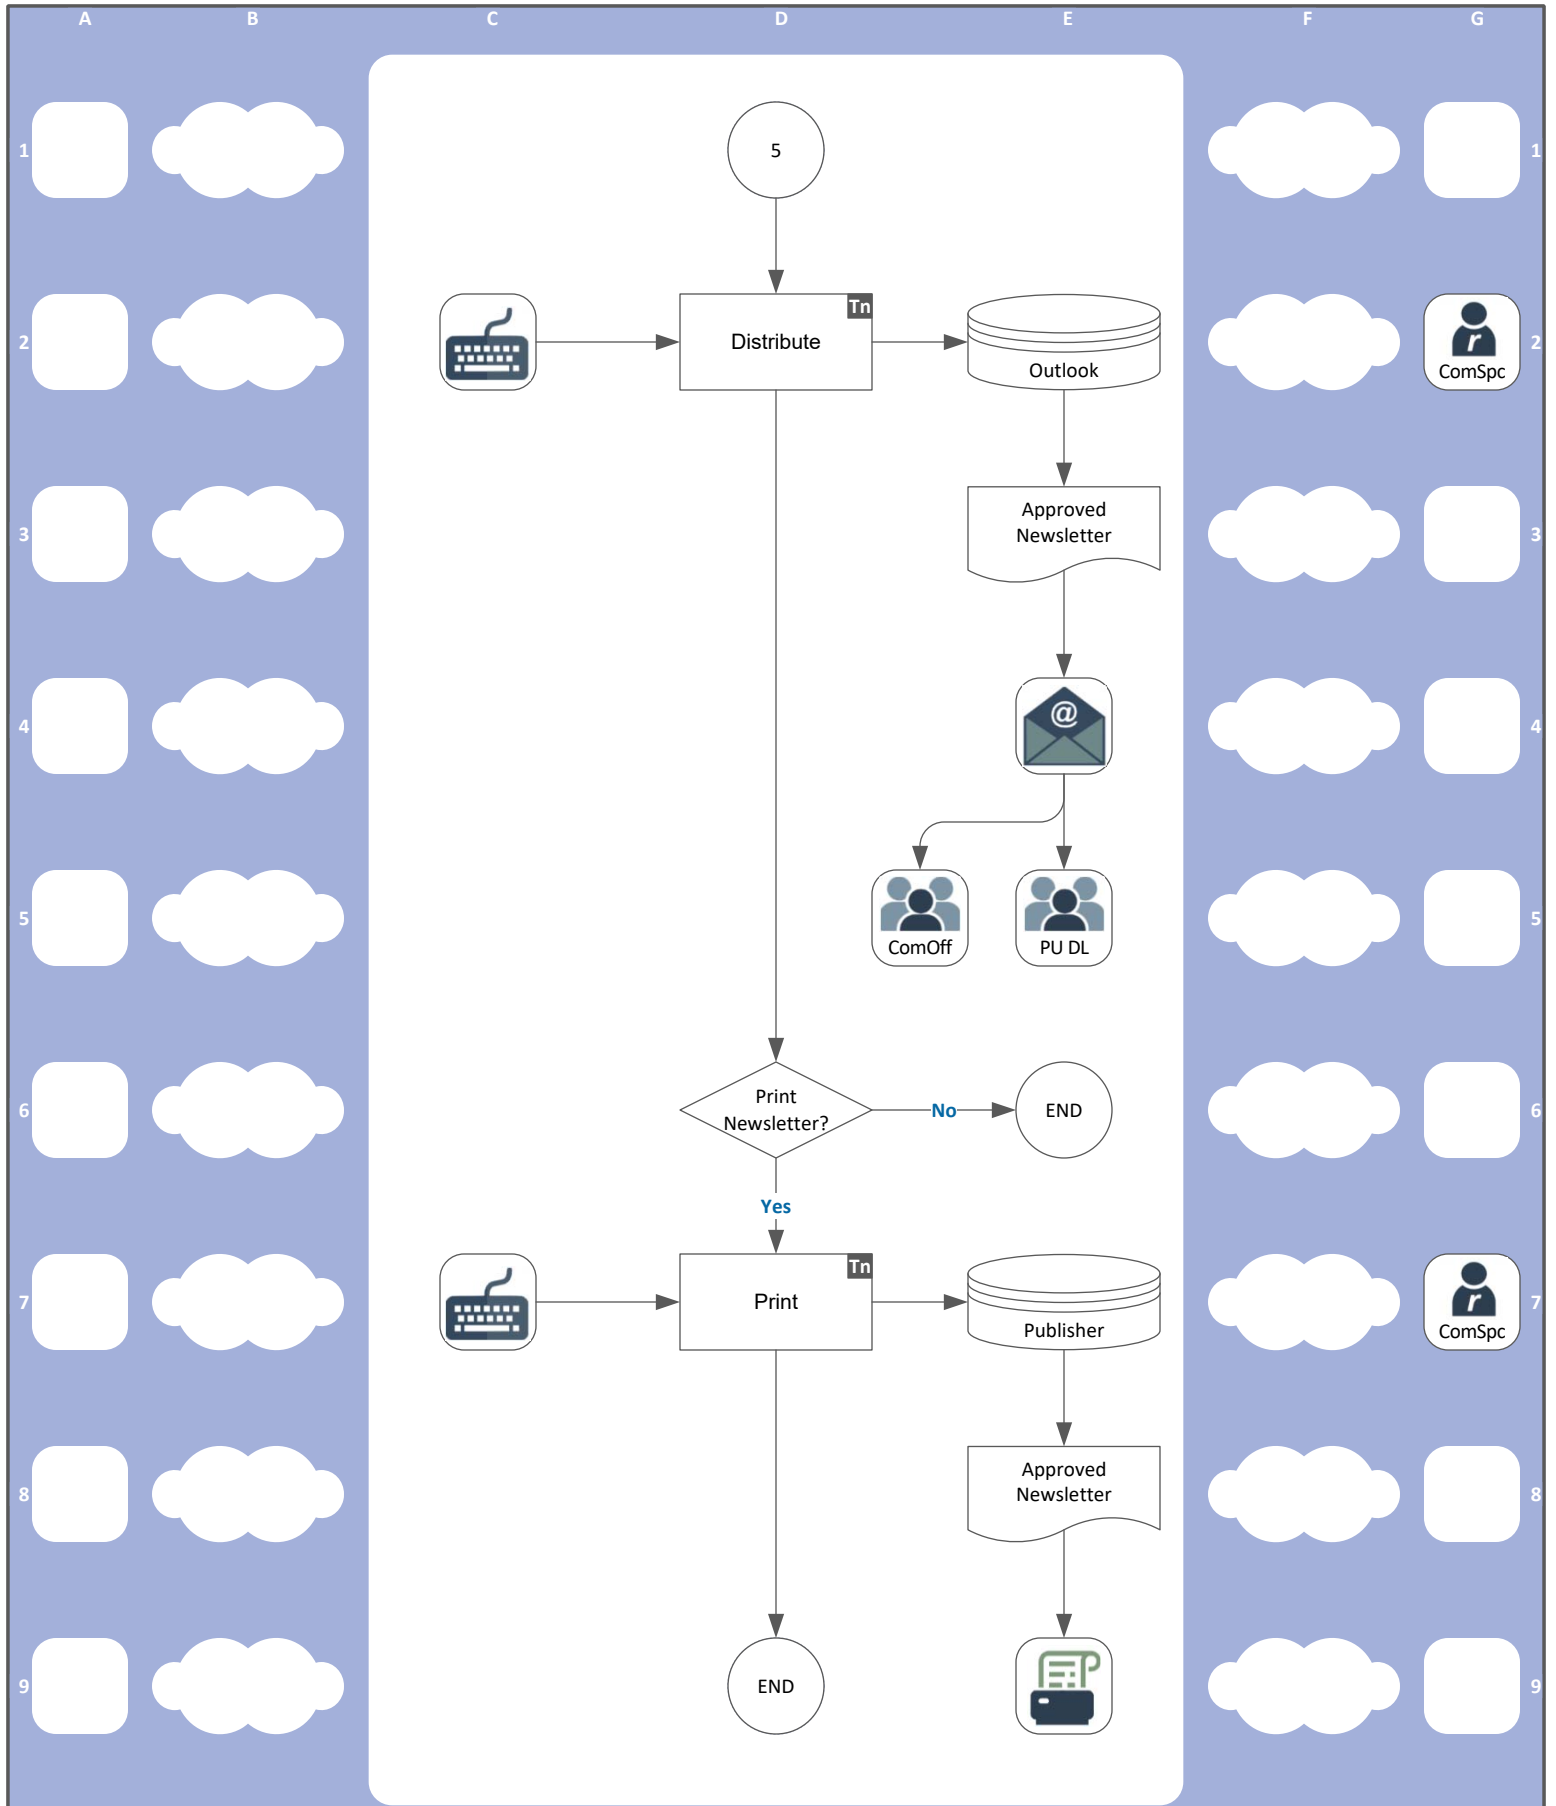 A B C D E F G
1 5 1
Tn
2 Distribute Outlook ComSpc 2
3 Approved 3
Newsletter
4 @ 4
5 ComOff PU DL 5
Print
6 Newsletter? No END 6
Yes
Tn
7 Print Publisher ComSpc 7
8 Approved 8
Newsletter
9 END 9